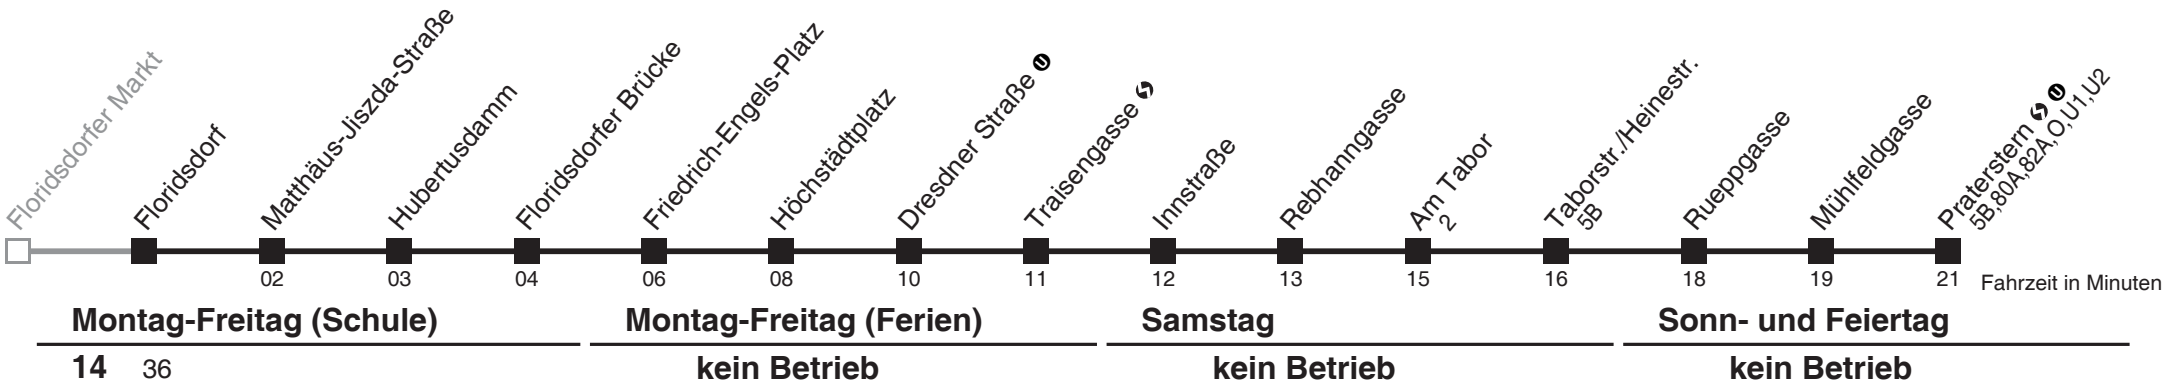 Floridsdorfer Markt
Floridsdorf
Matthäus-Jiszda-Straße
Hubertusdamm
Floridsdorfer Brücke
Friedrich-Engels-Platz
Höchstädtplatz
Dresdner Straße U
Traisengasse
Innstraße
Rebhanngasse
Am Tabor
2
Taborstr./Heinestr.
5B
Rueppgasse
Mühlfeldgasse
Praterstern U
5B,80A,82A,O,U1,U2
02 03 04 06 08 10 11 12 13 15 16 18 19 21 Fahrzeit in Minuten
Montag-Freitag (Schule) Montag-Freitag (Ferien) Samstag Sonn- und Feiertag
14 36 kein Betrieb kein Betrieb kein Betrieb